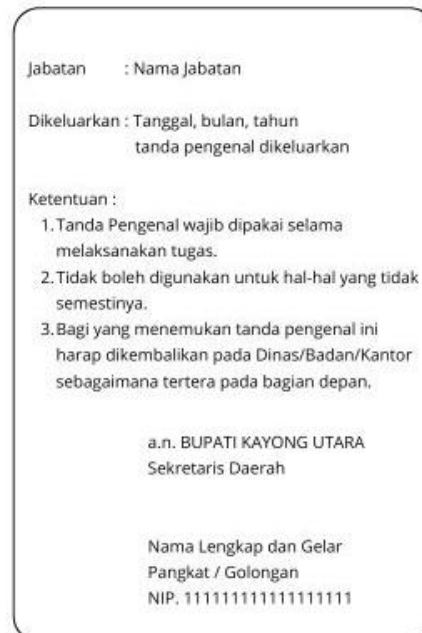 Jabatan : Nama Jabatan
Dikeluarkan : Tanggal, bulan, tahun
tanda pengenal dikeluarkan
Ketentuan :
1. Tanda Pengenal wajib dipakai selama
melaksanakan tugas.
2. Tidak boleh digunakan untuk hal-hal yang tidak
semestinya.
3. Bagi yang menemukan tanda pengenal ini
harap dikembalikan pada Dinas/Badan/Kantor
sebagaimana tertera pada bagian depan.
a.n. BUPATI KAYONG UTARA
Sekretaris Daerah
Nama Lengkap dan Gelar
Pangkat / Golongan
NIP. 111111111111111111